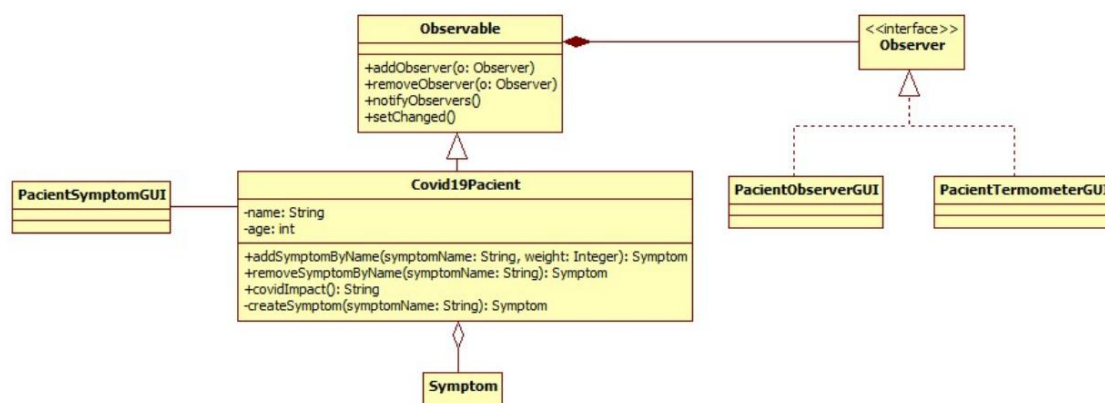 Observable
+addObserver(o: Observer)
+removeObserver(o: Observer)
+notifyObservers()
+setChanged()
<<interface>>
Observer
PacientSymptomGUI
Covid19Pacient
-name: String
-age: int
+addSymptomByName(symptomName: String, weight: Integer): Symptom
+removeSymptomByName(symptomName: String): Symptom
+covidImpact(): String
-createSymptom(symptomName: String): Symptom
PacientObserverGUI
PacientTermometerGUI
Symptom